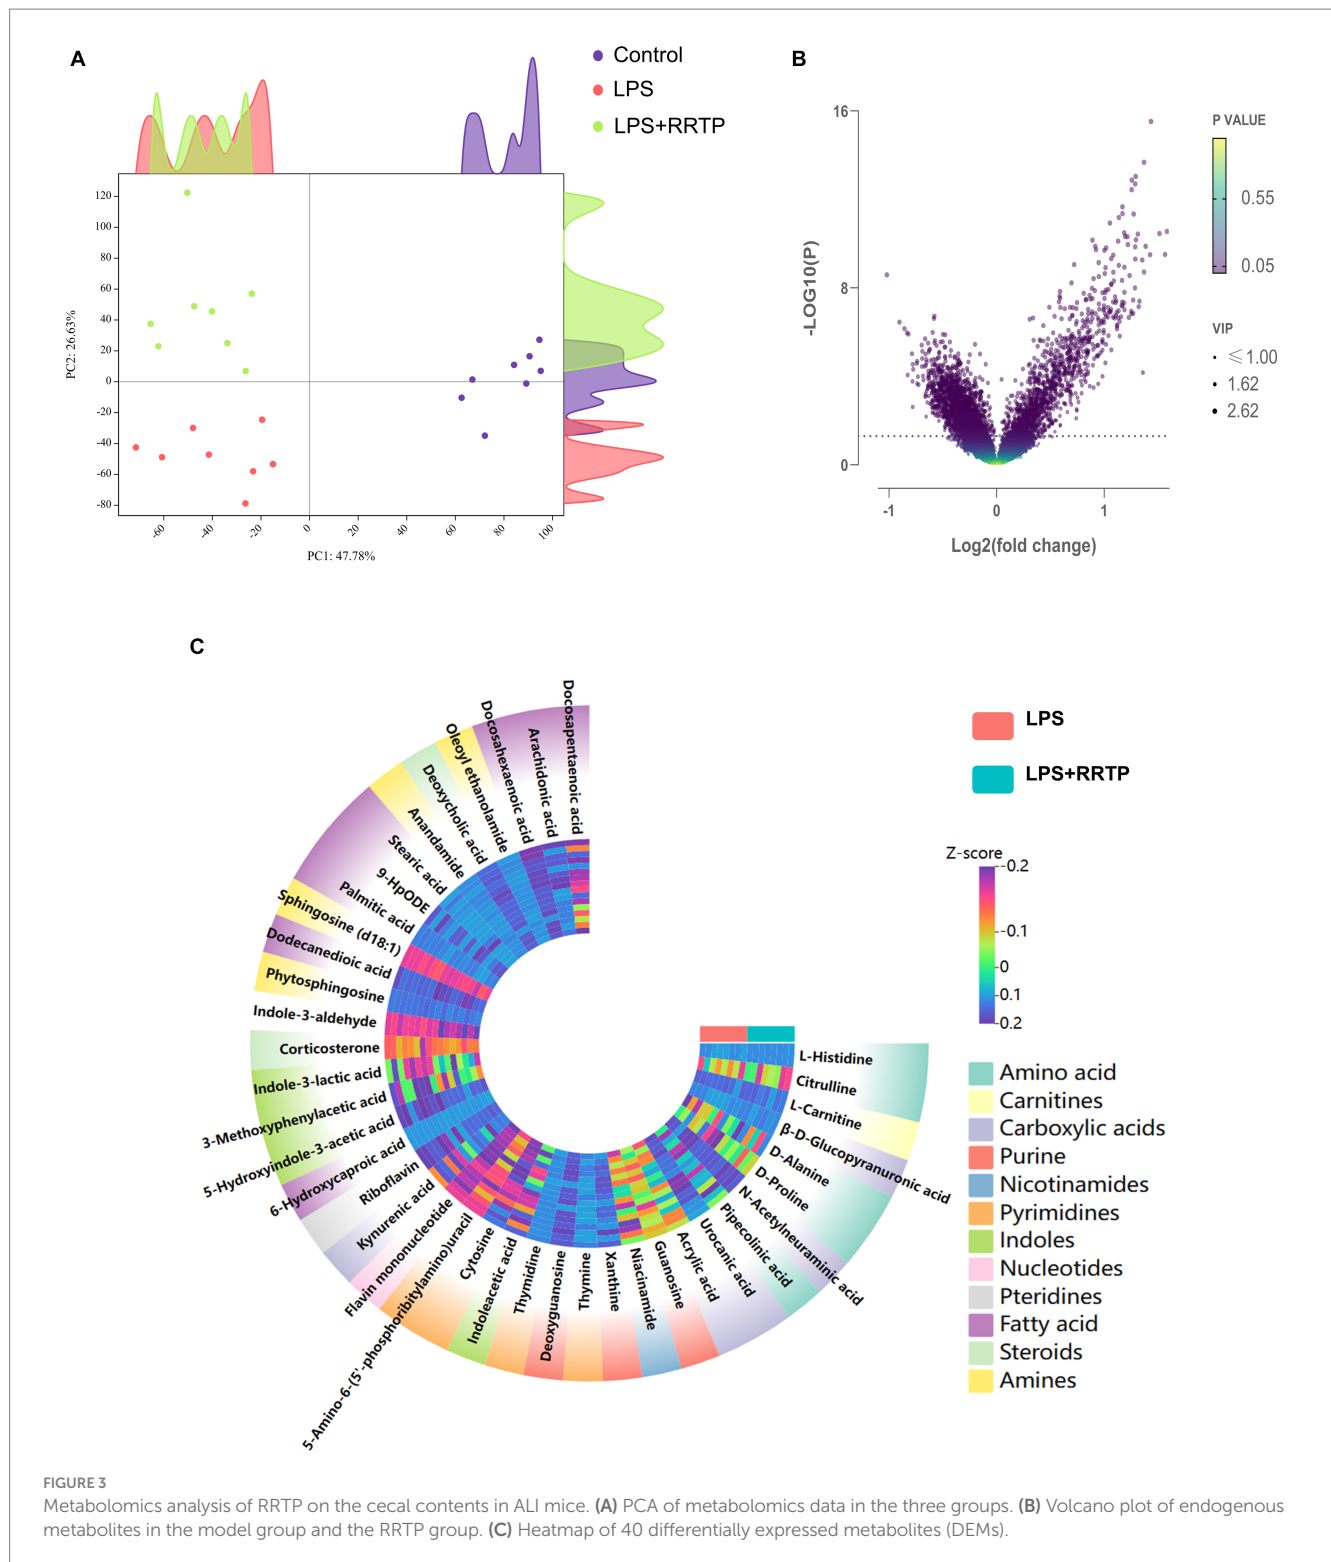 A
Control
LPS
LPS+RRTP
120
100
80
60
40
20
0
-20
-40
-60
-80
PC2: 26.63%
-60
-40
-20
0
20
40
60
80
100
PC1: 47.78%
B
16
8
0
-LOG10(P)
-1
0
1
Log2(fold change)
P VALUE
0.55
0.05
VIP
≤1.00
1.62
2.62
C
Docosapentaenoic acid
Arachidonic acid
Docosahexaenoic acid
Oleoyl ethanolamide
Deoxycholic acid
Anandamide
Stearic acid
9-HpODE
Palmitic acid
Sphingosine (d18:1)
Dodecanedioic acid
Phytosphingosine
Indole-3-aldehyde
Corticosterone
Indole-3-lactic acid
3-Methoxyphenylacetic acid
5-Hydroxyindole-3-acetic acid
6-Hydroxycaproic acid
Riboflavin
Kynurenic acid
Flavin mononucleotide
5-Amino-6-(5'-phosphoribitylamino)uracil
Cytosine
Indoleacetic acid
Thymidine
Deoxyguanosine
Thymine
Xanthine
Niacinamide
Guanosine
Acrylic acid
Urocanic acid
Pipecolinic acid
N-Acetylneuraminic acid
D-Proline
D-Alanine
β-D-Glucopyranuronic acid
L-Carnitine
Citrulline
L-Histidine
LPS
LPS+RRTP
Z-score
-0.2
-0.1
0
0.1
0.2
Amino acid
Carnitines
Carboxylic acids
Purine
Nicotinamides
Pyrimidines
Indoles
Nucleotides
Pteridines
Fatty acid
Steroids
Amines
FIGURE 3
Metabolomics analysis of RRTP on the cecal contents in ALI mice. (A) PCA of metabolomics data in the three groups. (B) Volcano plot of endogenous
metabolites in the model group and the RRTP group. (C) Heatmap of 40 differentially expressed metabolites (DEMs).